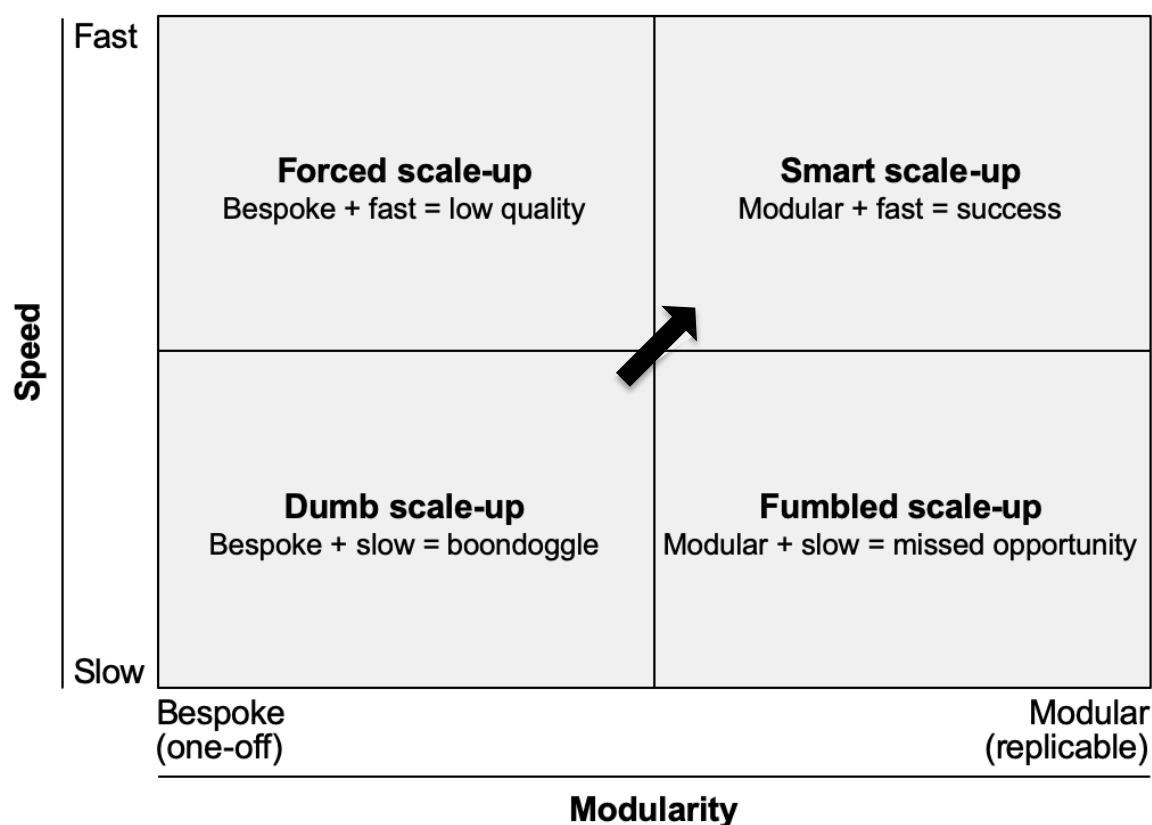 Fast
Forced scale-up
Bespoke + fast = low quality
Smart scale-up
Modular + fast = success
Speed
Dumb scale-up
Bespoke + slow = boondoggle
Fumbled scale-up
Modular + slow = missed opportunity
Slow
Bespoke
(one-off)
Modular
(replicable)
Modularity